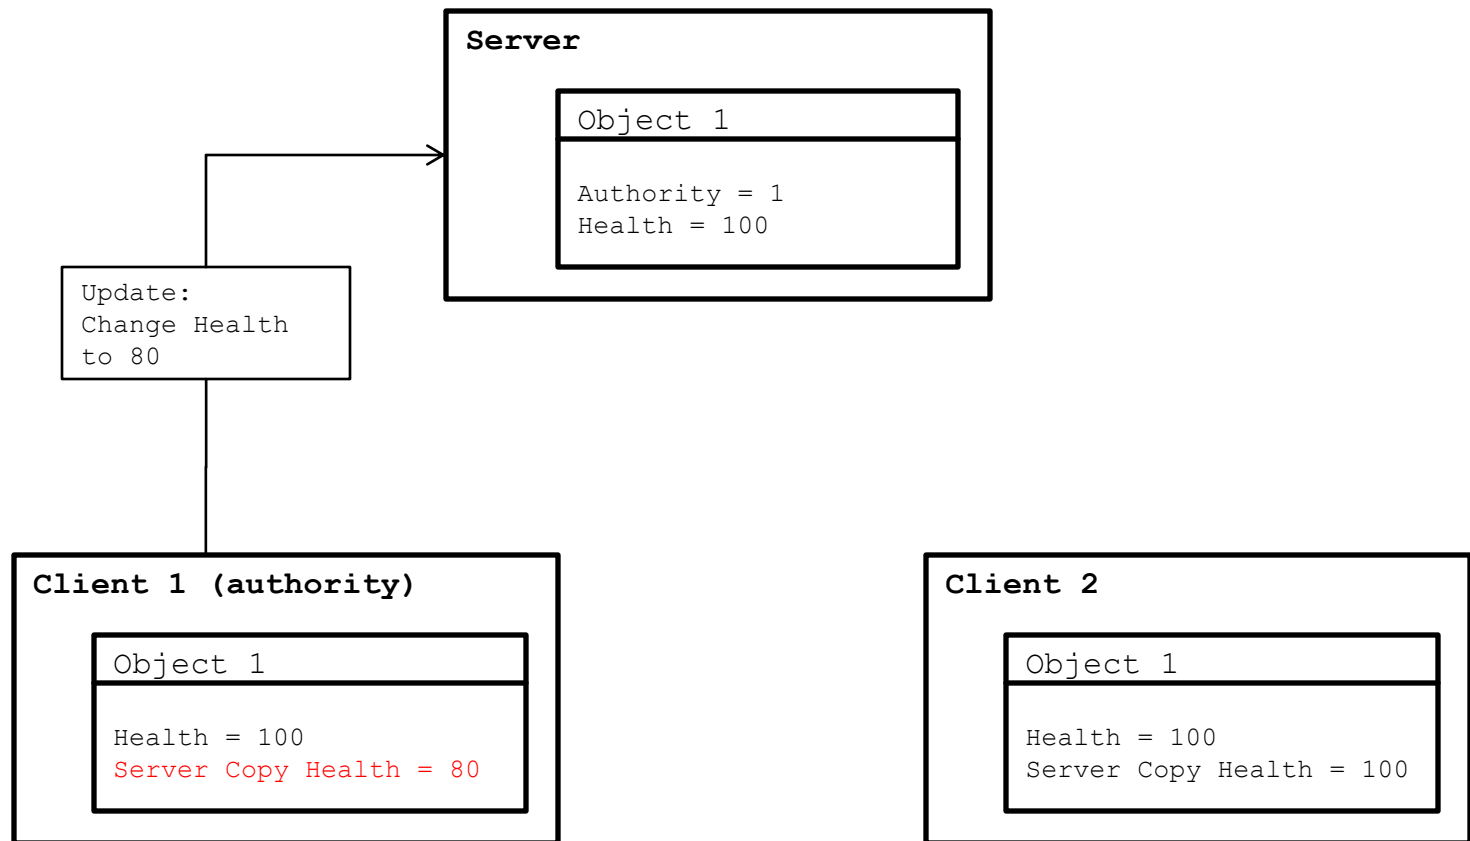 Server
Object 1
Authority = 1
Health = 100
Update:
Change Health
to 80
Client 1 (authority)
Object 1
Health = 100
Server Copy Health = 80
Client 2
Object 1
Health = 100
Server Copy Health = 100